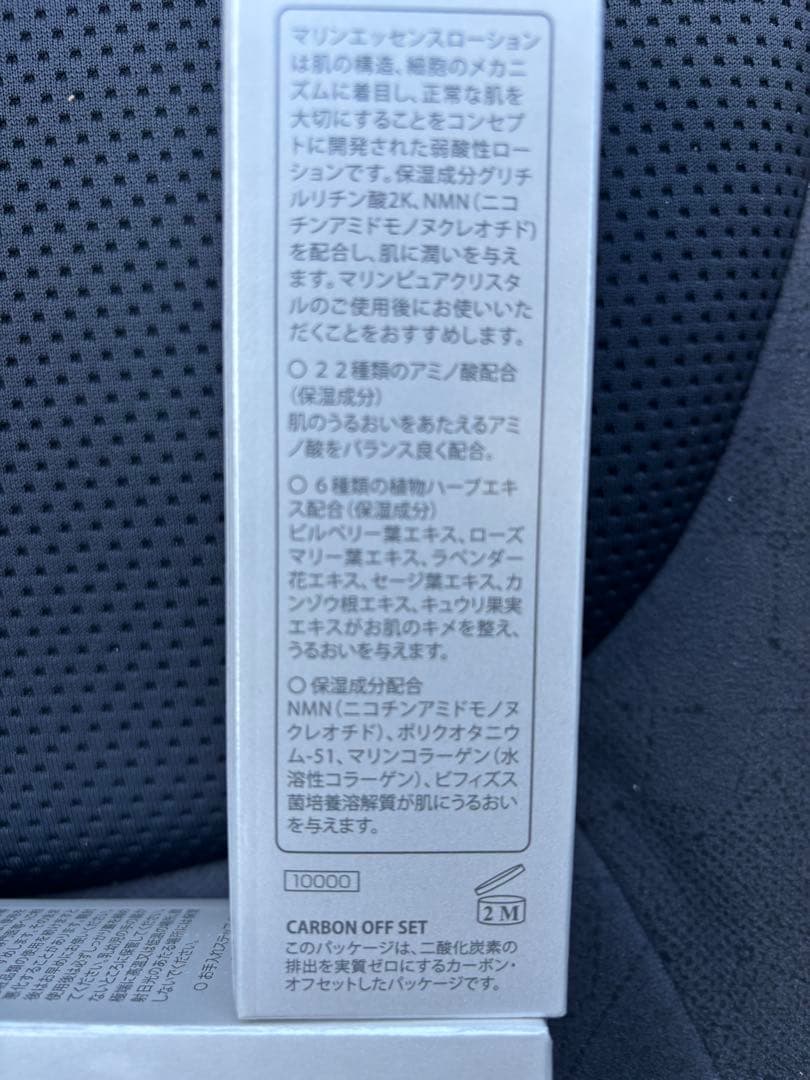 マリンエッセンスローション
は肌の構造、細胞のメカニ
ズムに着目し、正常な肌を
大切にすることをコンセプ
トに開発された弱酸性ロー
ションです。保湿成分グリチ
ルリチン酸2K、NMN(ニコ
チンアミドモノヌクレオチド)
を配合し、肌に潤いを与え
ます。マリンピュアクリスタ
ルのご使用後にお使いいた
だくことをおすすめします。
○２２種類のアミノ酸配合
(保湿成分)
肌のうるおいをあたえるアミ
ノ酸をバランス良く配合。
○６種類の植物ハーブエキ
ス配合(保湿成分)
ビルベリー葉エキス、ローズ
マリー葉エキス、ラベンダー
花エキス、セージ葉エキス、カ
ンゾウ根エキス、キュウリ果実
エキスがお肌のキメを整え、
うるおいを与えます。
○保湿成分配合
NMN(ニコチンアミドモノヌ
クレオチド)、ポリクオタニウ
ム-51、マリンコラーゲン(水
溶性コラーゲン)、ビフィズス
菌培養溶解質が肌にうるおい
を与えます。
10000
2 M
CARBON OFF SET
このパッケージは、二酸化炭素の
排出を実質ゼロにするカーボン・
オフセットしたパッケージです。